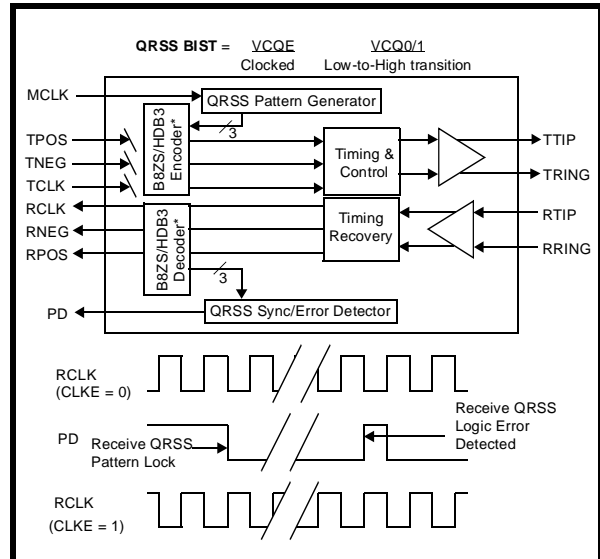 QRSS BIST = VCQE VCQ0/1
Clocked Low-to-High transition
MCLK
QRSS Pattern Generator
3
TPOS
TNEG
TCLK
B8ZS/HDB3
Encoder*
Timing &
Control
TTIP
TRING
RCLK
RNEG
RPOS
B8ZS/HDB3
Decoder*
Timing
Recovery
RTIP
RRING
3
PD
QRSS Sync/Error Detector
RCLK
(CLKE = 0)
PD
Receive QRSS
Pattern Lock
Receive QRSS
Logic Error
Detected
RCLK
(CLKE = 1)